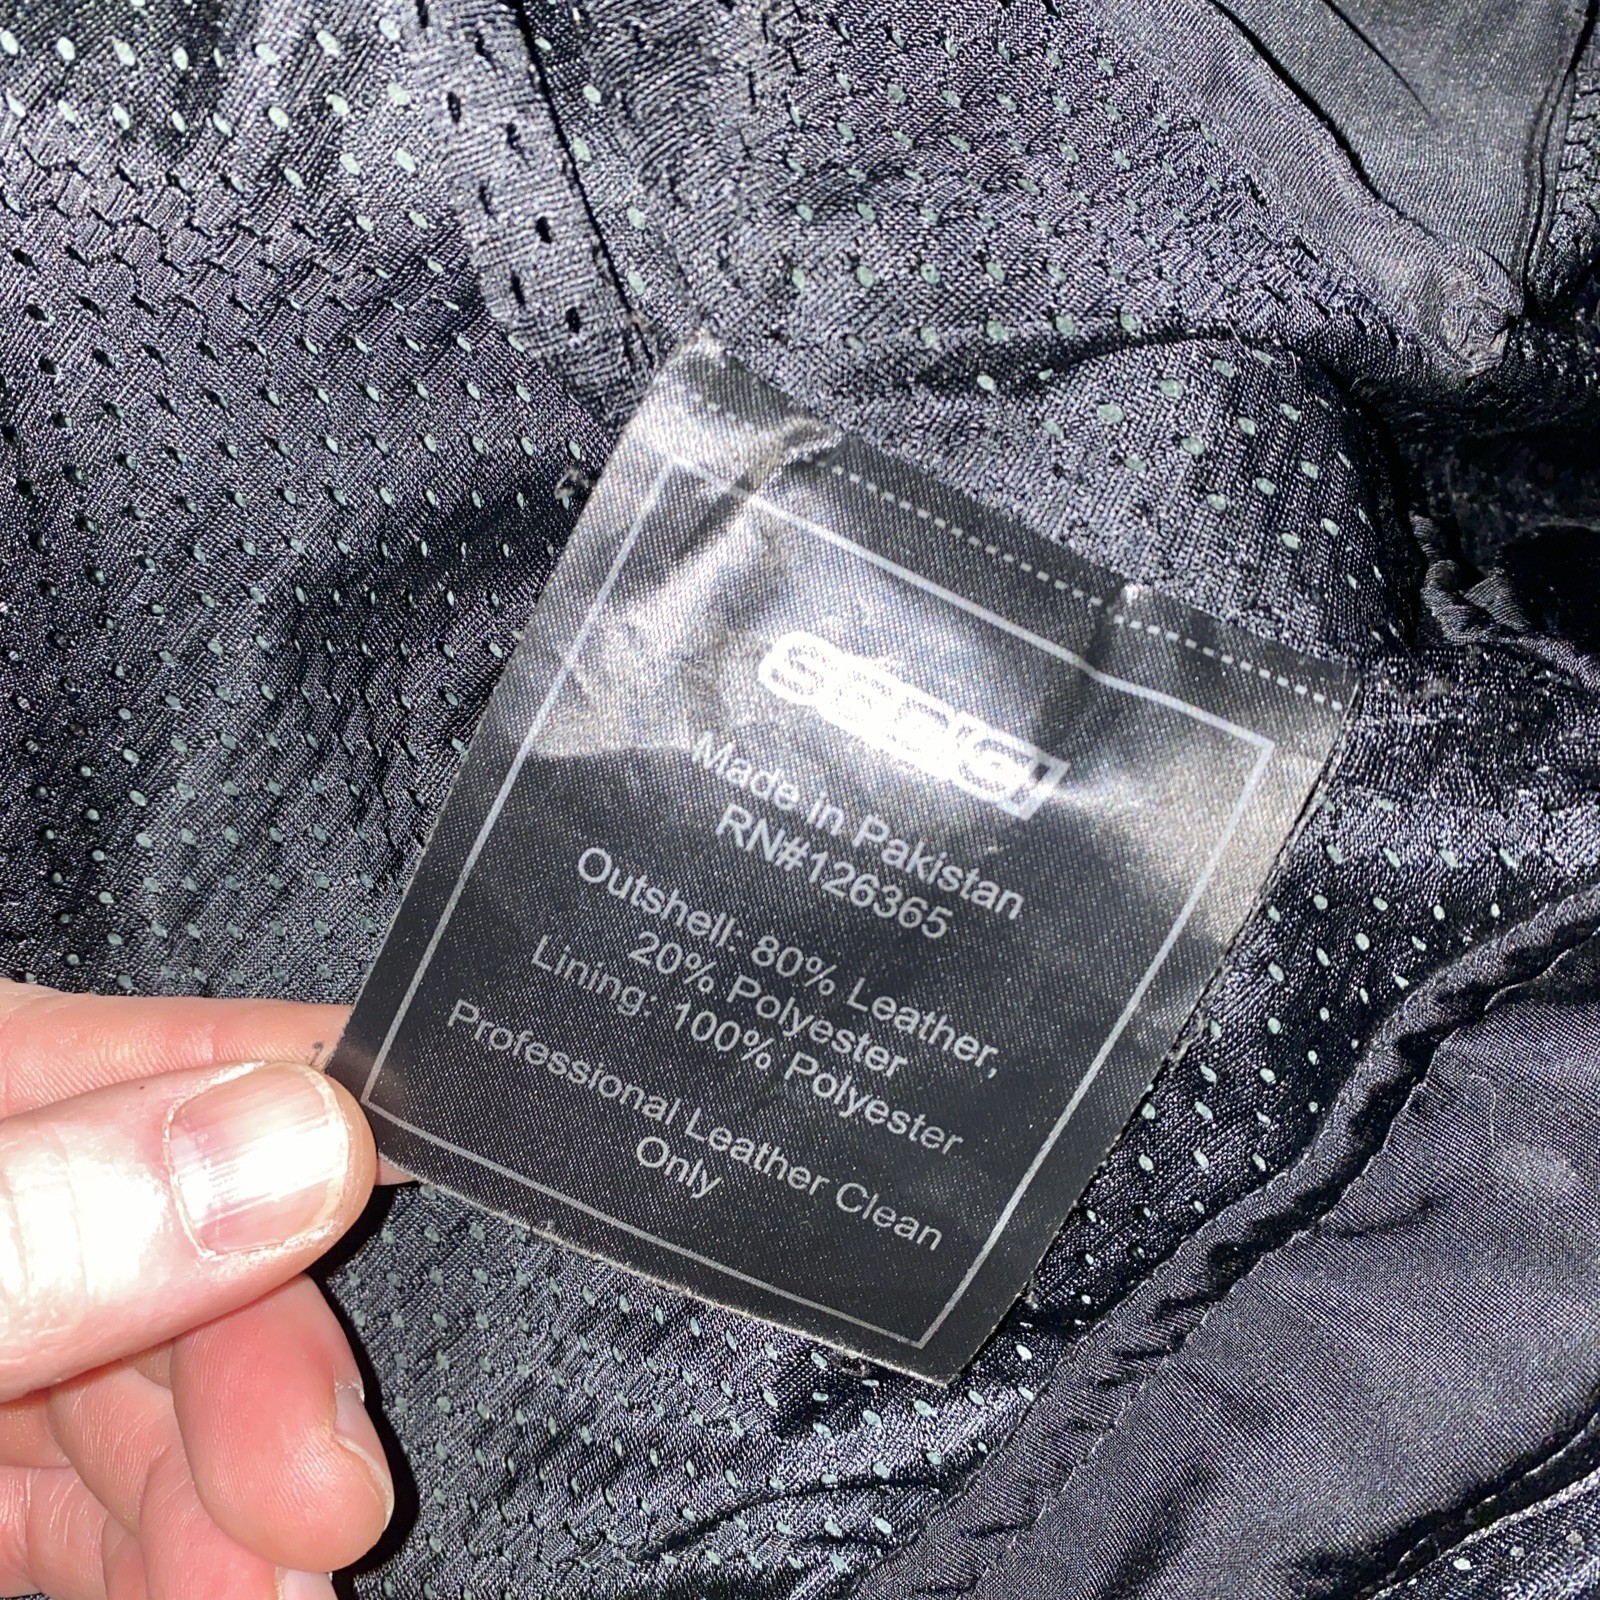 Made in Pakistan
RN#126365
Outshell: 80% Leather,
20% Polyester
Lining: 100% Polyester
Professional Leather Clean
Only